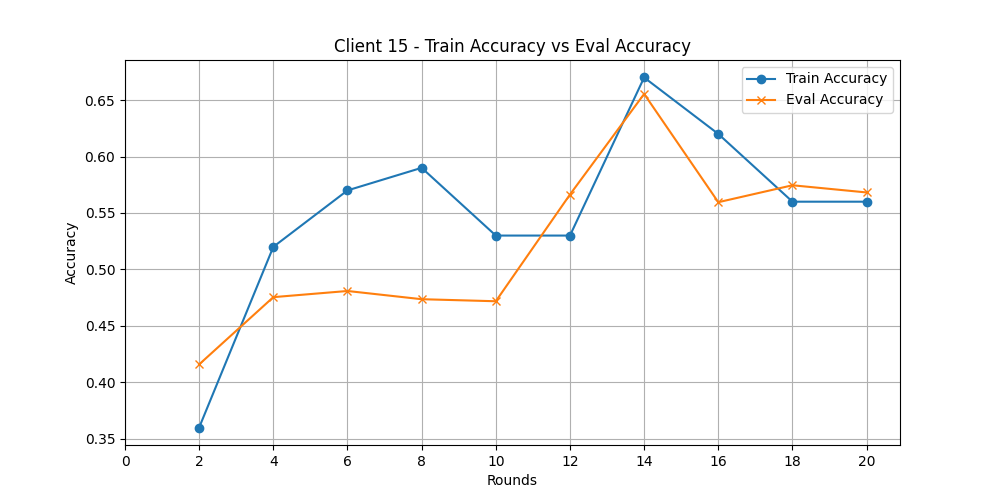 Client 15 - Train Accuracy vs Eval Accuracy
Train Accuracy
Eval Accuracy
Accuracy
0.65
0.60
0.55
0.50
0.45
0.40
0.35
0 2 4 6 8 10 12 14 16 18 20
Rounds